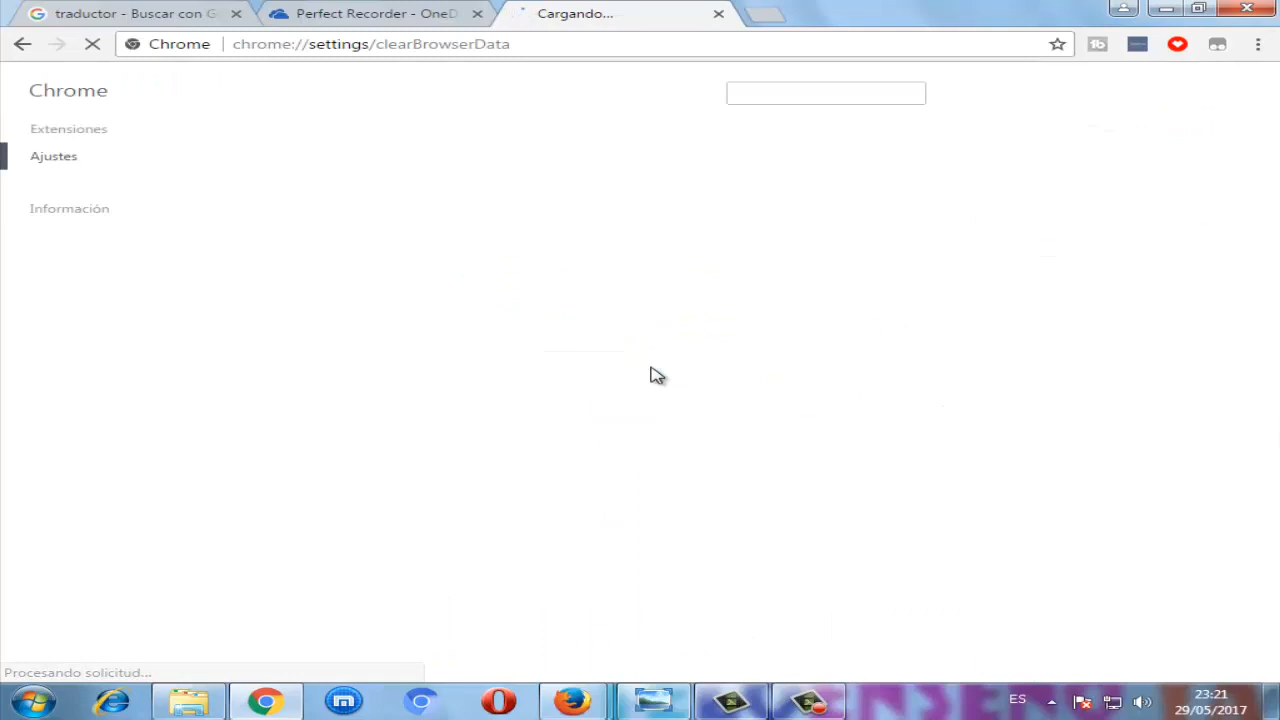 traductor - Buscar con G
Perfect Recorder - OneD
Cargando...
Chrome
chrome://settings/clearBrowserData
Chrome
Extensiones
Ajustes
Información
Procesando solicitud...
ES
23:21
29/05/2017